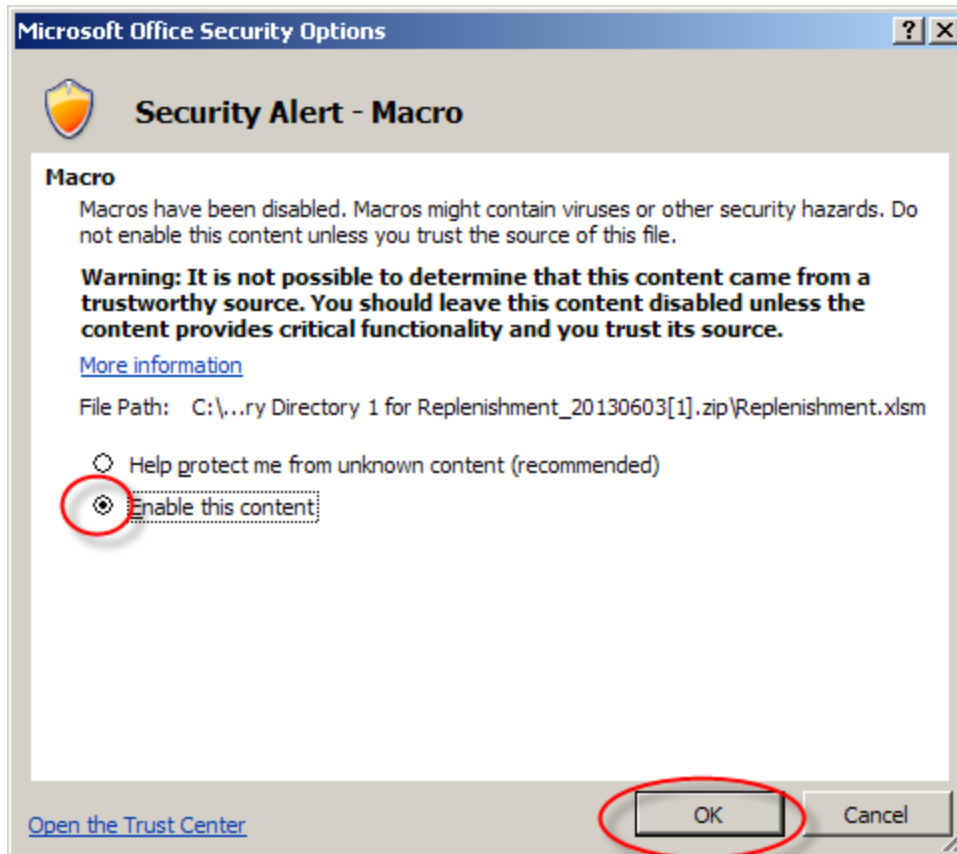 Microsoft Office Security Options
Security Alert - Macro
Macro
Macros have been disabled. Macros might contain viruses or other security hazards. Do
not enable this content unless you trust the source of this file.
Warning: It is not possible to determine that this content came from a
trustworthy source. You should leave this content disabled unless the
content provides critical functionality and you trust its source.
More information
File Path: C:\...ry Directory 1 for Replenishment_20130603[1].zip\Replenishment.xlsm
Help protect me from unknown content (recommended)
Enable this content
Open the Trust Center
OK
Cancel